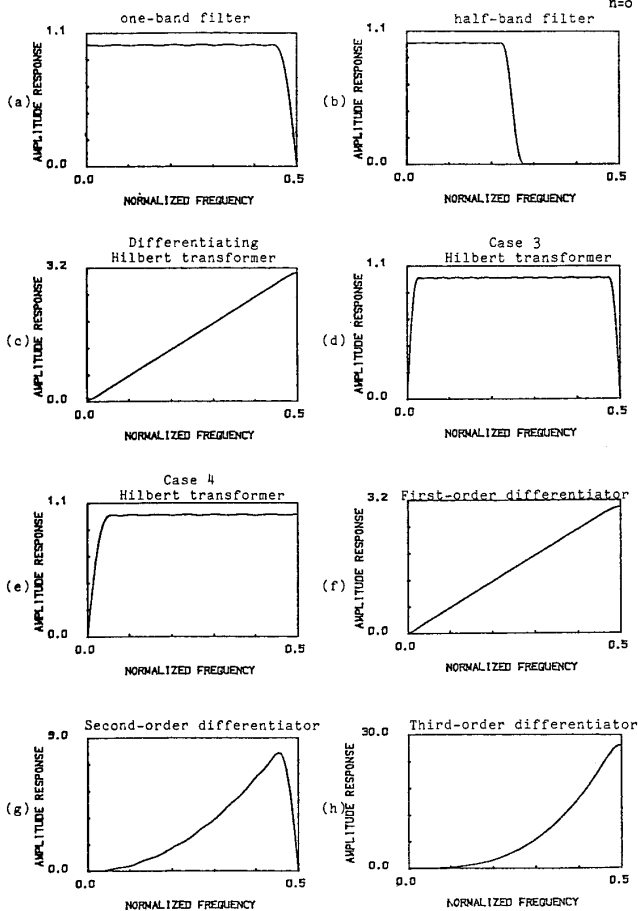 n=0
one-band filter
half-band filter
1.1
1.1
(a)
AMPLITUDE RESPONSE
(b)
AMPLITUDE RESPONSE
0.0
0.0
0.0
0.5
0.0
0.5
NORMALIZED FREQUENCY
NORMALIZED FREQUENCY
Differentiating
Hilbert transformer
Case 3
Hilbert transformer
3.2
1.1
(c)
AMPLITUDE RESPONSE
(d)
AMPLITUDE RESPONSE
0.0
0.0
0.0
0.5
0.0
0.5
NORMALIZED FREQUENCY
NORMALIZED FREQUENCY
Case 4
Hilbert transformer
First-order differentiator
1.1
3.2
(e)
AMPLITUDE RESPONSE
(f)
AMPLITUDE RESPONSE
0.0
0.0
0.0
0.5
0.0
0.5
NORMALIZED FREQUENCY
NORMALIZED FREQUENCY
Second-order differentiator
Third-order differentiator
9.0
30.0
(g)
AMPLITUDE RESPONSE
(h)
AMPLITUDE RESPONSE
0.0
0.0
0.0
0.5
0.0
0.5
NORMALIZED FREQUENCY
NORMALIZED FREQUENCY